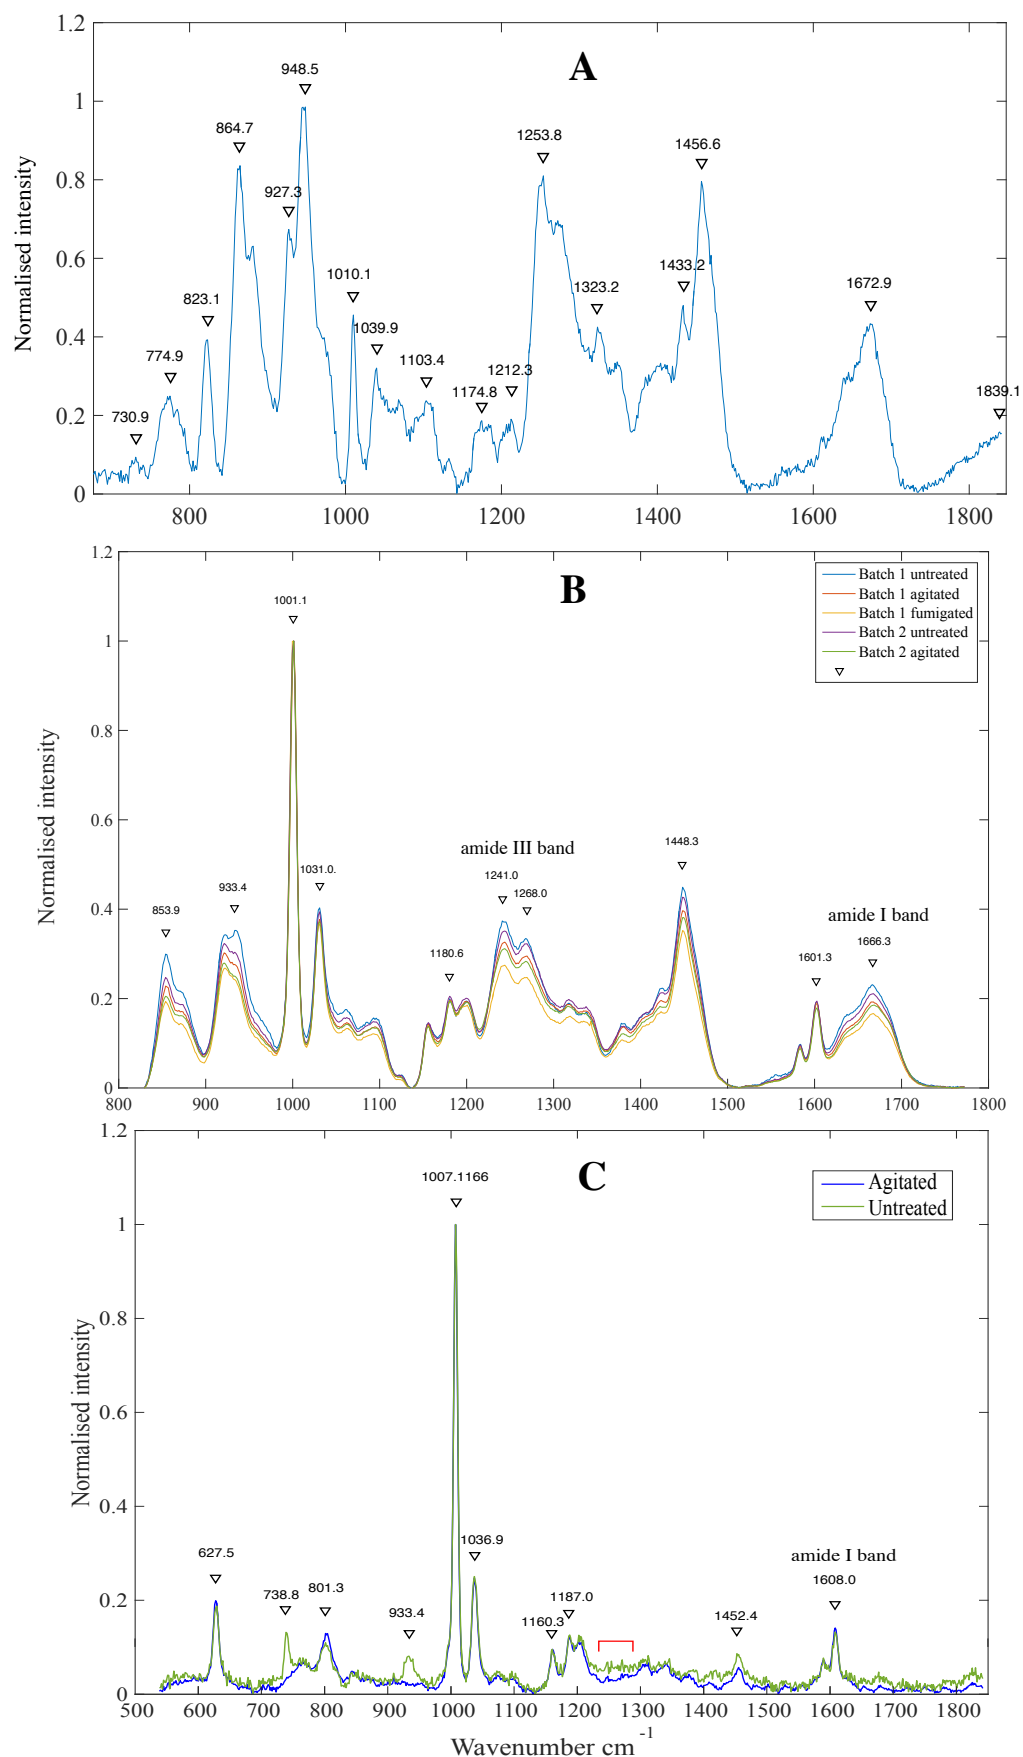 1.2
A
948.5
1
864.7
1253.8
1456.6
0.8
927.3
Normalised intensity
0.6
1010.1
1433.2
1672.9
823.1
1323.2
1039.9
0.4
774.9
1103.4
1212.3
1174.8
1839.1
730.9
0.2
0
800 1000 1200 1400 1600 1800
1.2
B
Batch 1 untreated
Batch 1 agitated
Batch 1 fumigated
Batch 2 untreated
Batch 2 agitated
1001.1
1
0.8
Normalised intensity
0.6
amide III band
1448.3
1241.0
1031.0.
1268.0
933.4
853.9
amide I band
0.4
1180.6
1601.3
1666.3
0.2
0
800 900 1000 1100 1200 1300 1400 1500 1600 1700 1800
1.2
C
1007.1166
Agitated
Untreated
1
0.8
Normalised intensity
0.6
0.4
1036.9
amide I band
627.5
738.8
801.3
933.4
1160.3
1187.0
1452.4
1608.0
0.2
0
500 600 700 800 900 1000 1100 1200 1300 1400 1500 1600 1700 1800
Wavenumber cm-1